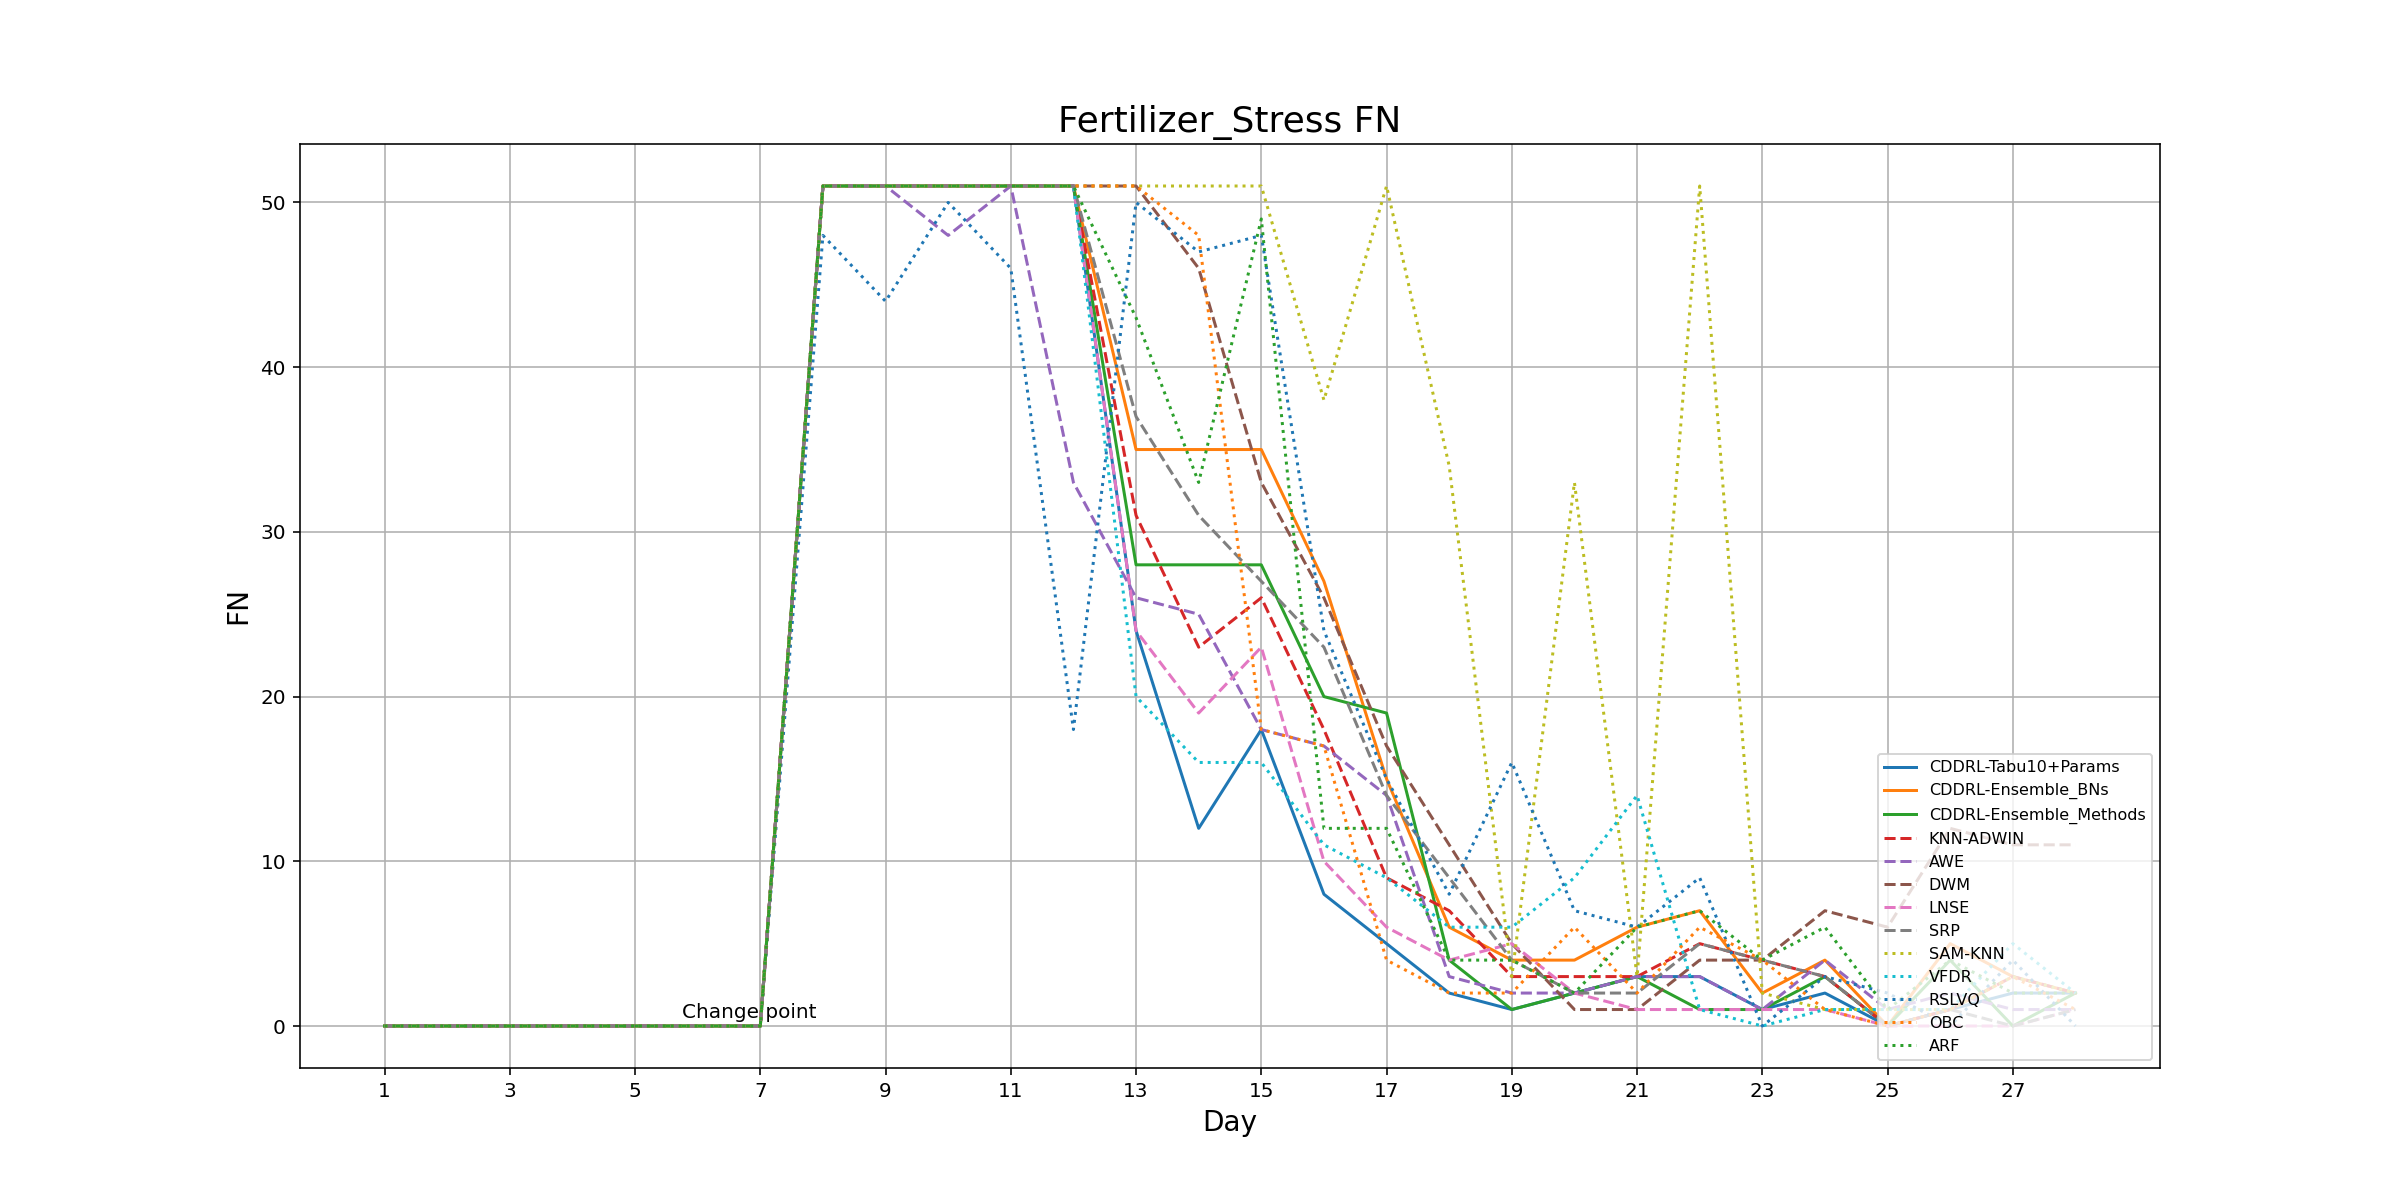 Fertilizer_Stress FN
50
40
30
20
10
0
FN
Change point
1 3 5 7 9 11 13 15 17 19 21 23 25 27
Day
CDDRL-Tabu10+Params
CDDRL-Ensemble_BNs
CDDRL-Ensemble_Methods
KNN-ADWIN
AWE
DWM
LNSE
SRP
SAM-KNN
VFDR
RSLVQ
OBC
ARF